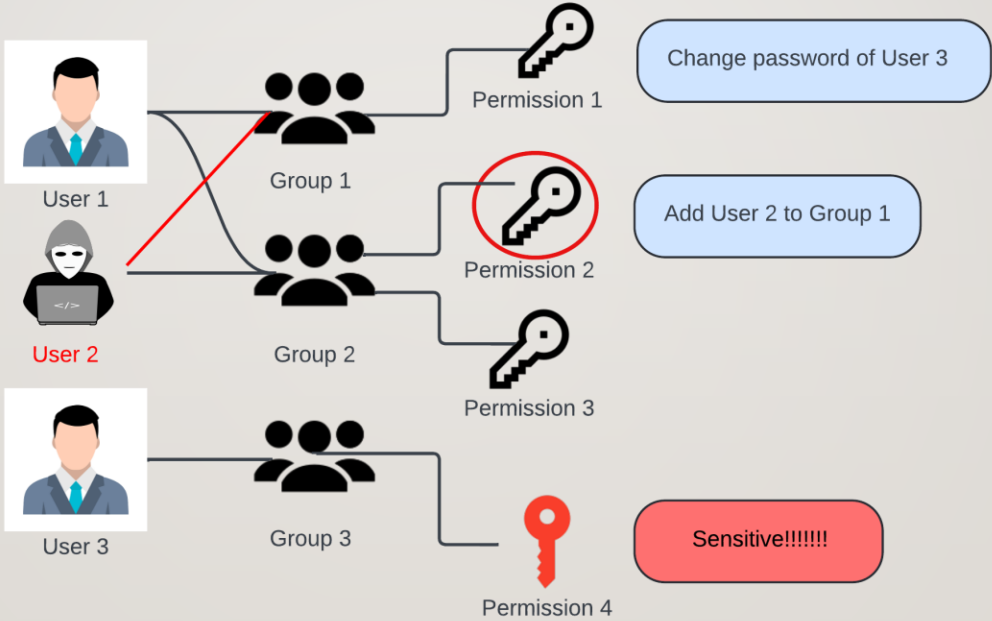 Permission 1
Change password of User 3
User 1
Group 1
Permission 2
Add User 2 to Group 1
</>
User 2
Group 2
Permission 3
User 3
Group 3
Permission 4
Sensitive!!!!!!!